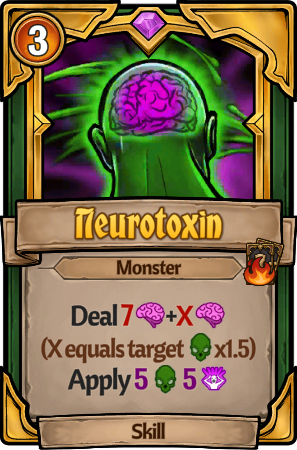 3
Neurotoxin
Monster
Deal 7 +X
(X equals target x1.5)
Apply 5 5
Skill